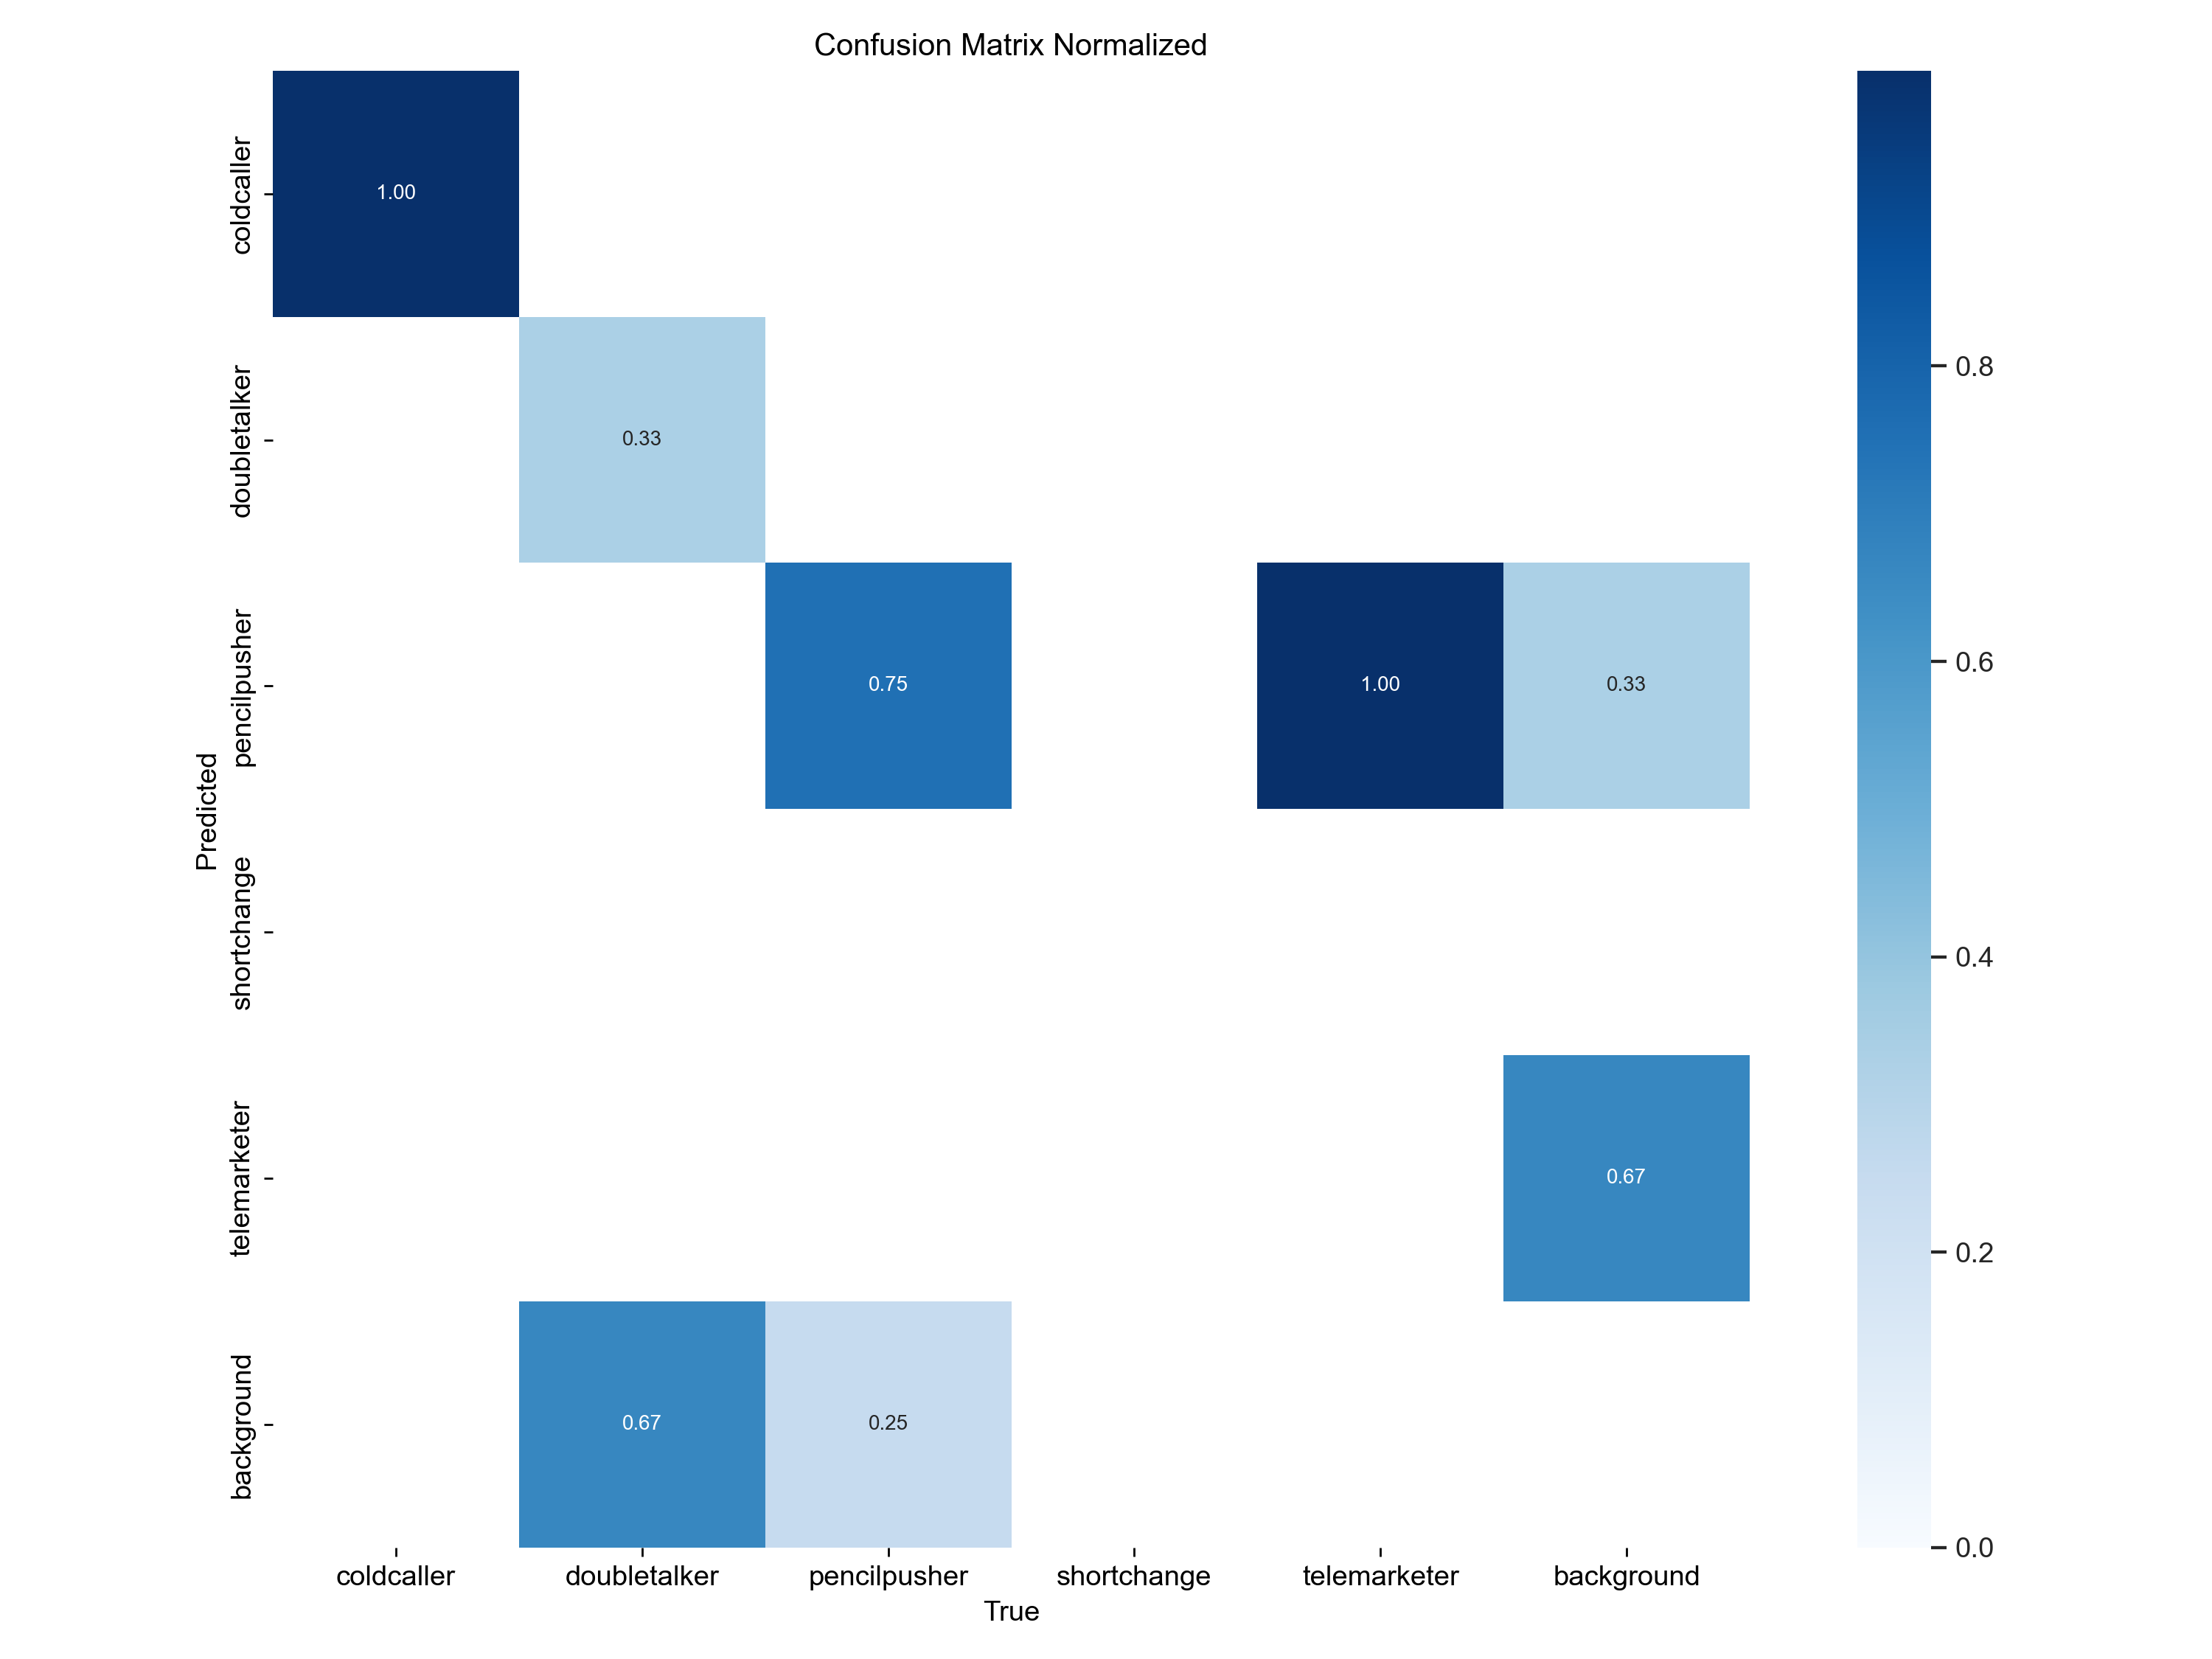 Confusion Matrix Normalized
coldcaller
1.00
doubletalker
0.33
0.8
pencilpusher
0.75
1.00
0.33
0.6
Predicted
shortchange
0.4
telemarketer
0.67
0.2
background
0.67
0.25
0.0
coldcaller doubletalker pencilpusher shortchange telemarketer background
True